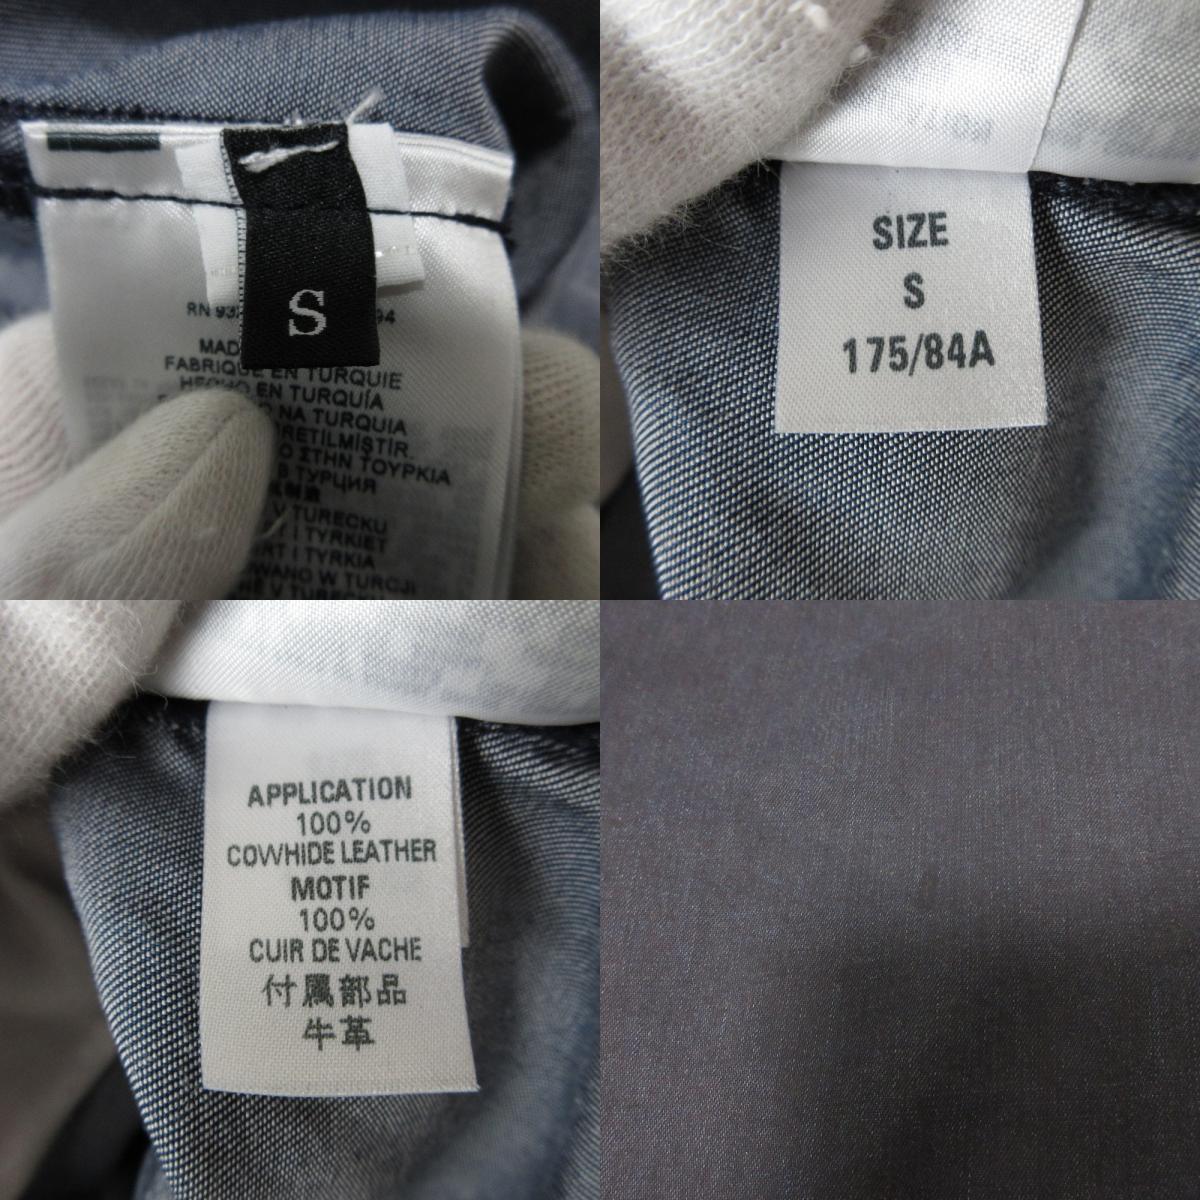 S
RN 93 94
MAD
FABRIQUE EN TURQUIE
HECHO EN TURQUÍA
NA TURQUIA
RETILMİŞTİR
ΣΤΗΝ ΤΟΥΡΚΙΑ
В ТУРЦИЯ
V TURECKU
I TYRKIET
I TYRKIA
WANO W TURCJI
SIZE
S
175/84A
APPLICATION
100%
COWHIDE LEATHER
MOTIF
100%
CUIR DE VACHE
付属部品
牛革